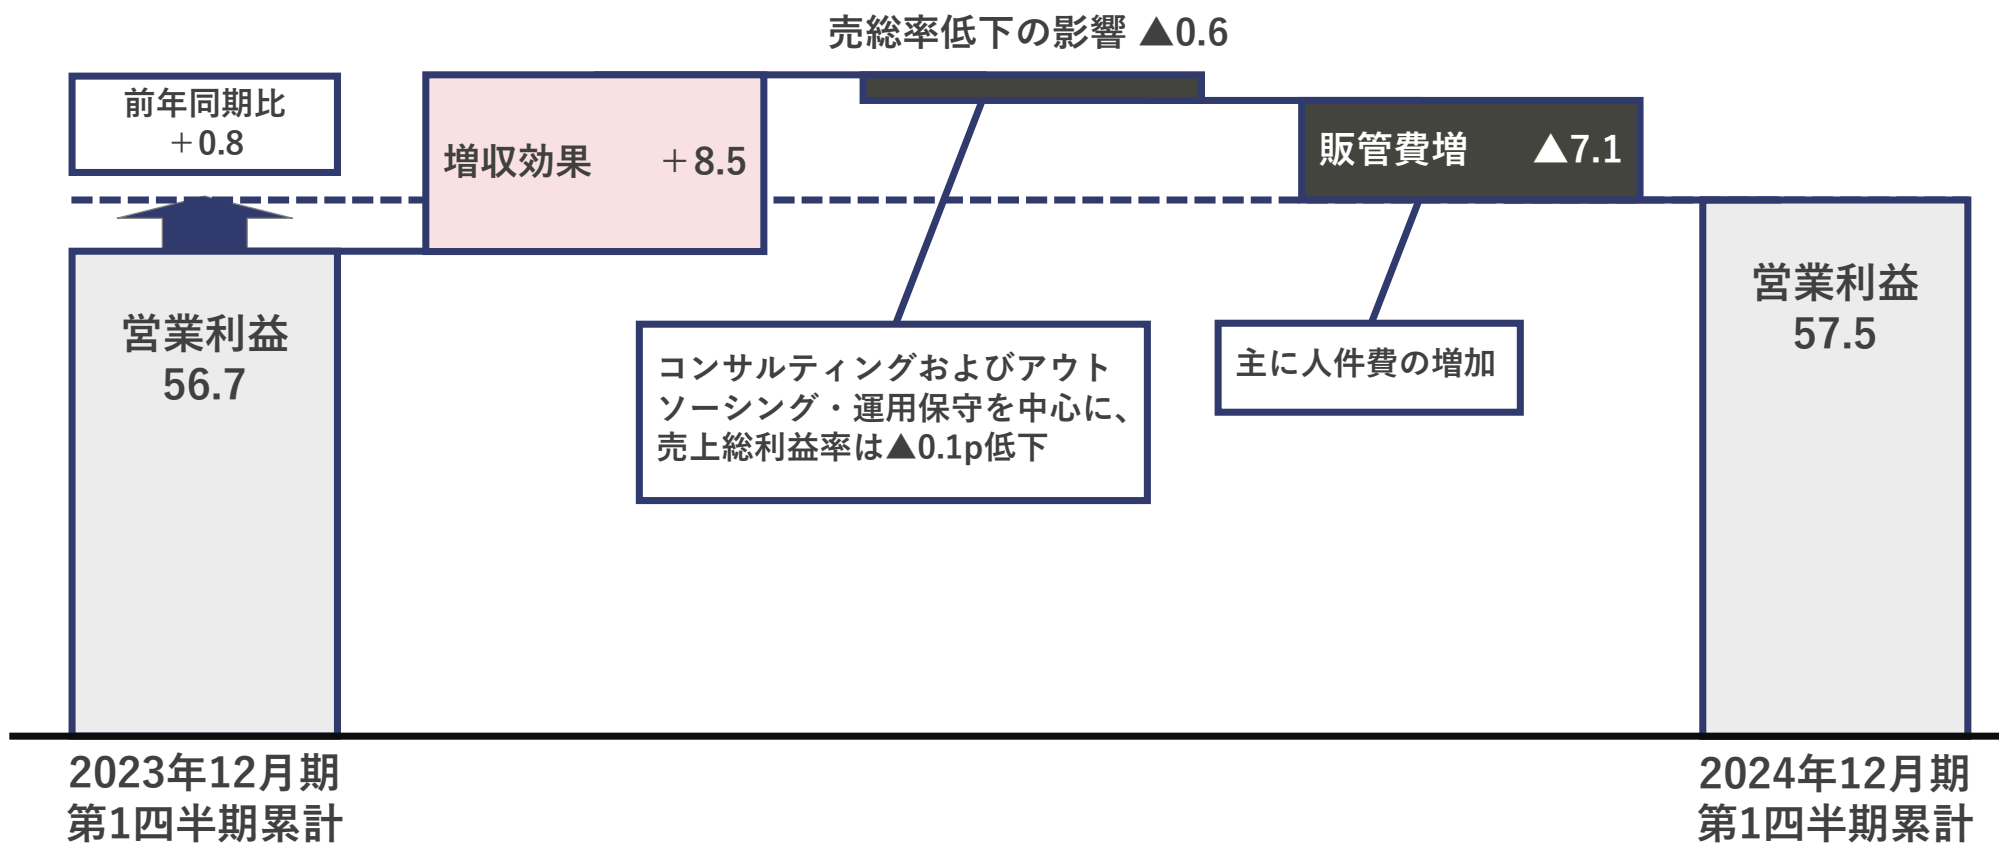 売総率低下の影響 ▲0.6
前年同期比
＋0.8
増収効果 ＋8.5
販管費増 ▲7.1
営業利益
56.7
営業利益
57.5
コンサルティングおよびアウト
ソーシング・運用保守を中心に、
売上総利益率は▲0.1p低下
主に人件費の増加
2023年12月期
第1四半期累計
2024年12月期
第1四半期累計